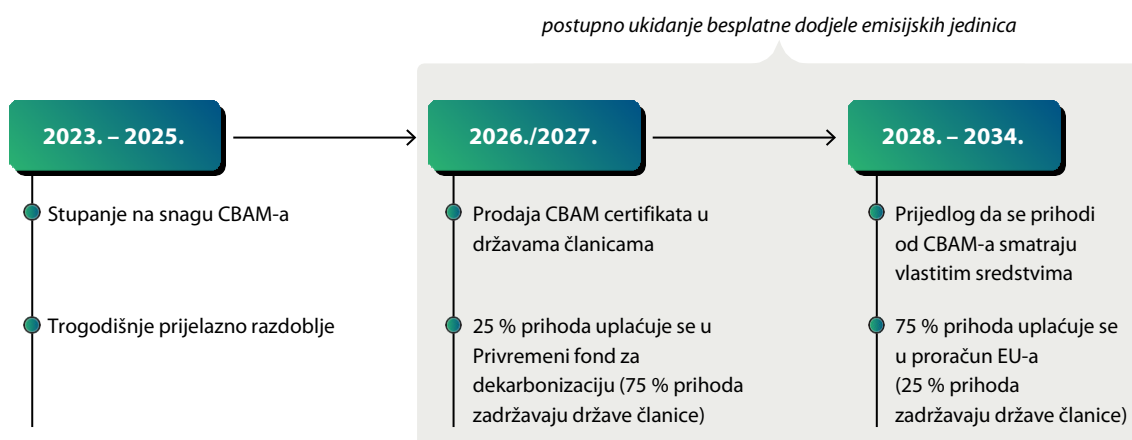 postupno ukidanje besplatne dodjele emisijskih jedinica
2023. – 2025.
Stupanje na snagu CBAM-a
Trogodišnje prijelazno razdoblje
2026./2027.
Prodaja CBAM certifikata u
državama članicama
25 % prihoda uplaćuje se u
Privremeni fond za
dekarbonizaciju (75 % prihoda
zadržavaju države članice)
2028. – 2034.
Prijedlog da se prihodi
od CBAM-a smatraju
vlastitim sredstvima
75 % prihoda uplaćuje se
u proračun EU-a
(25 % prihoda
zadržavaju države članice)